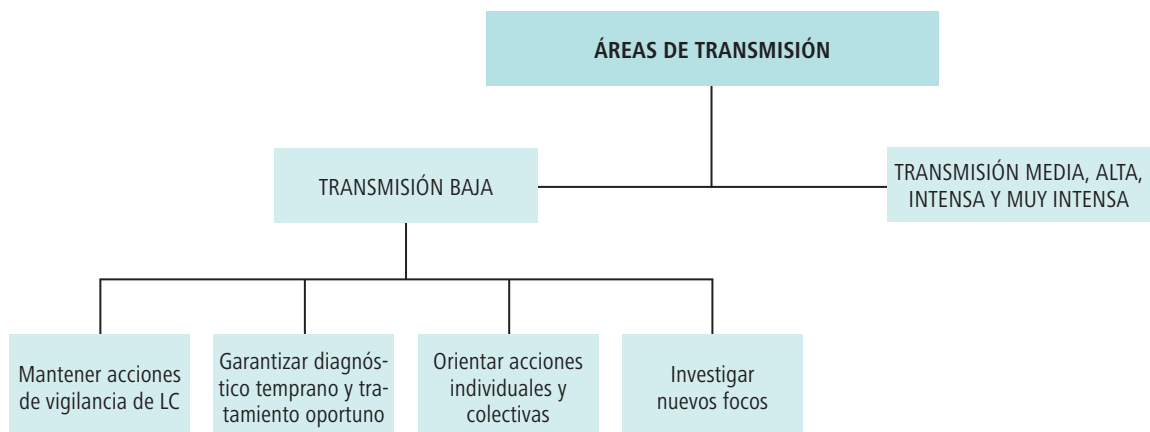 ÁREAS DE TRANSMISIÓN
TRANSMISIÓN BAJA
TRANSMISIÓN MEDIA, ALTA,
INTENSA Y MUY INTENSA
Mantener acciones
de vigilancia de LC
Garantizar diagnós-
tico temprano y tra-
tamiento oportuno
Orientar acciones
individuales y
colectivas
Investigar
nuevos focos